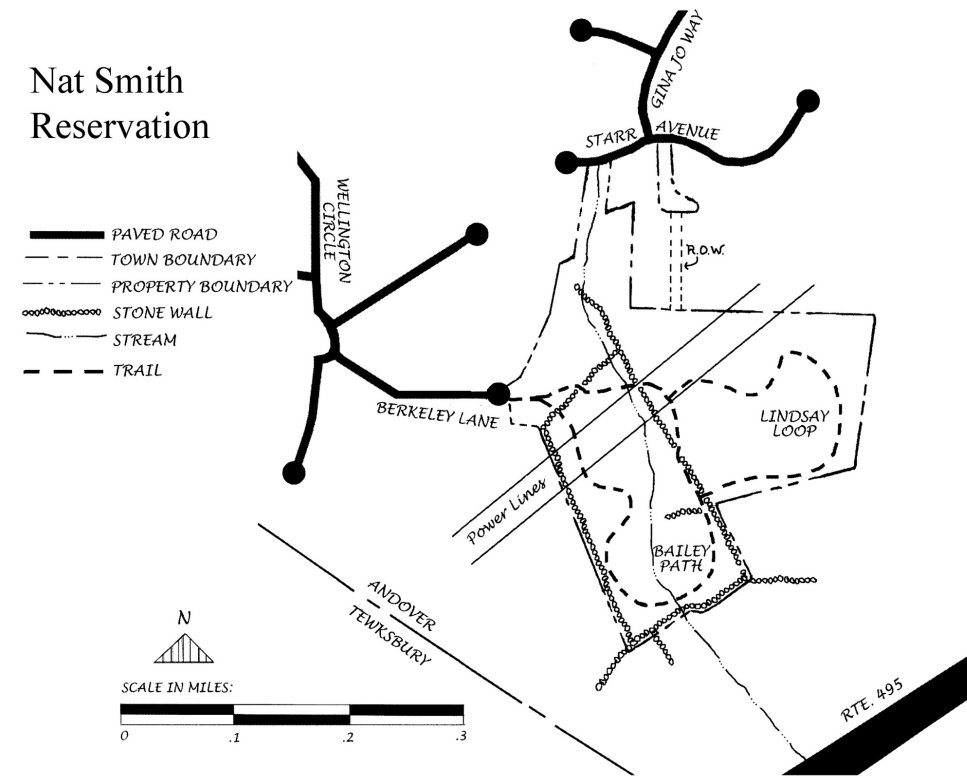 Nat Smith
Reservation
GINA JO WAY
STARR AVENUE
WELLINGTON
CIRCLE
PAVED ROAD
TOWN BOUNDARY
PROPERTY BOUNDARY
STONE WALL
STREAM
TRAIL
R.O.W.
BERKELEY LANE
LINDSAY
LOOP
Power Lines
BAILEY
PATH
ANDOVER
TEWKSBURY
N
SCALE IN MILES:
0 .1 .2 .3
RTE. 495